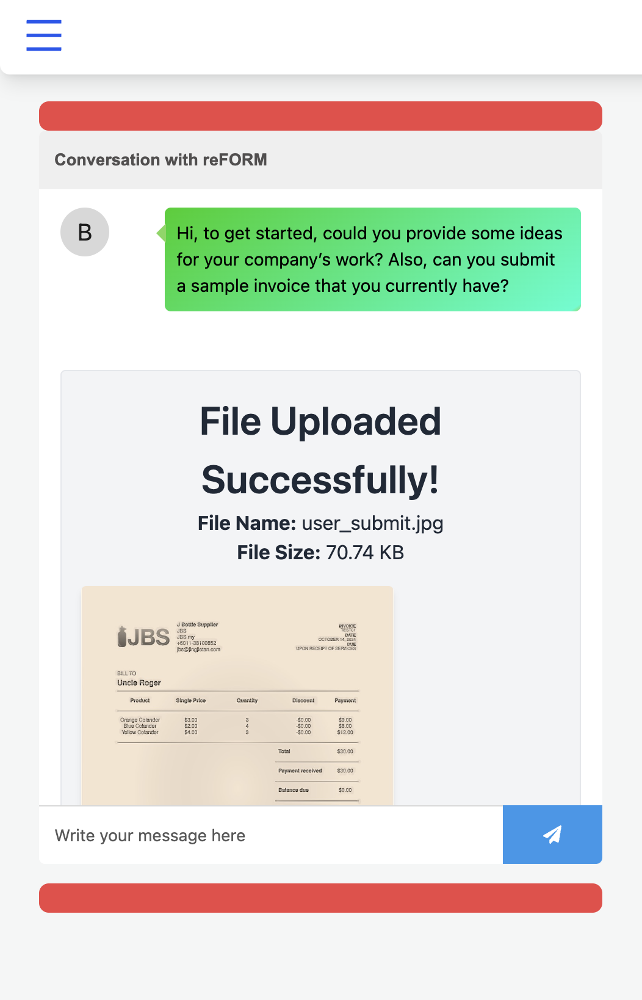 Conversation with reFORM
B
Hi, to get started, could you provide some ideas
for your company’s work? Also, can you submit
a sample invoice that you currently have?
File Uploaded
Successfully!
File Name: user_submit.jpg
File Size: 70.74 KB
JBS
J Bottle Supplier
JBS
JBS.my
+6011-38100852
jbs@jingjietan.com
INVOICE
TEST01
DATE
OCTOBER 14, 2024
DUE
UPON RECEIPT OF SERVICES
BILL TO
Uncle Roger
Product Single Price Quantity Discount Payment
Orange Colander $3.00 3 -$0.00 $9.00
Blue Colander $2.00 4 -$0.00 $8.00
Yellow Colander $4.00 3 -$0.00 $12.00
Total $30.00
Payment received $30.00
Balance due $0.00
Write your message here